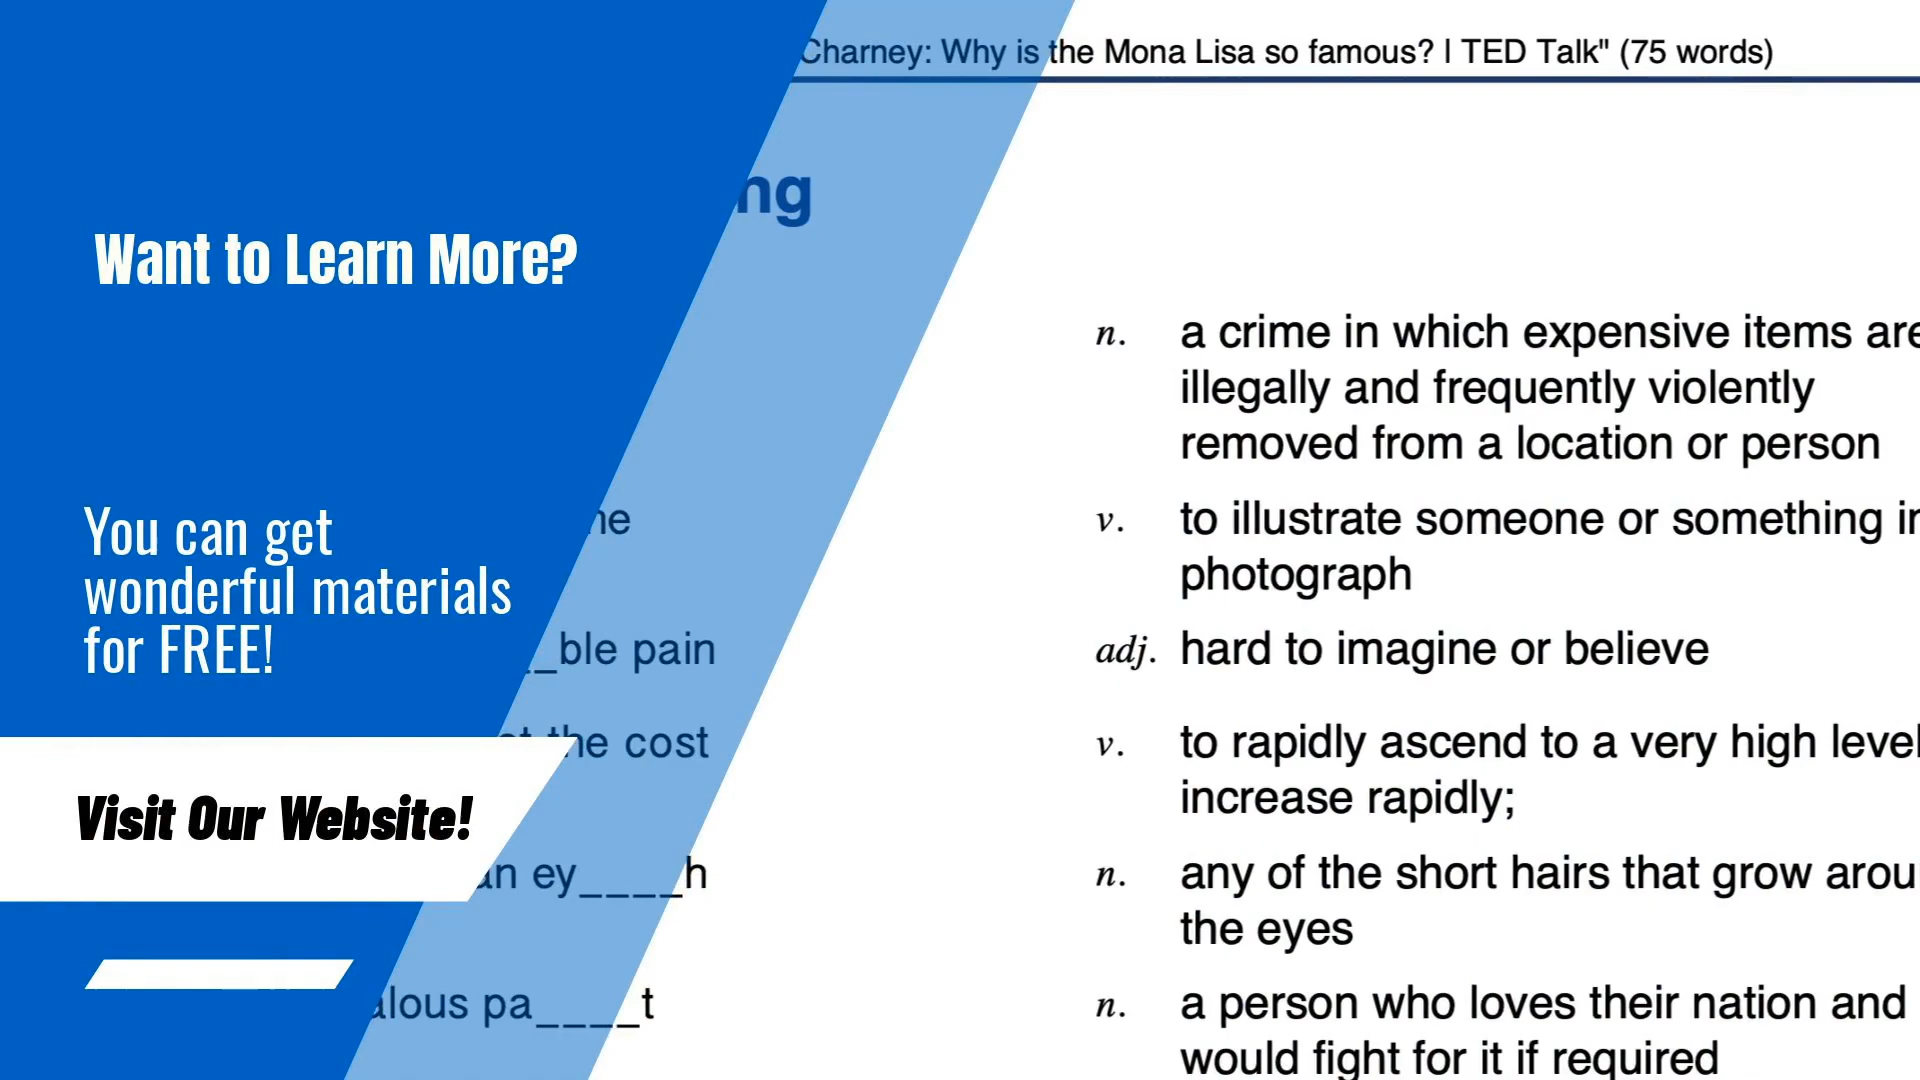 Charney: Why is the Mona Lisa so famous? | TED Talk" (75 words)
ng
Want to Learn More?
You can get
wonderful materials
for FREE!
Visit Our Website!
n. a crime in which expensive items are
illegally and frequently violently
removed from a location or person
v. to illustrate someone or something in
photograph
_ble pain adj. hard to imagine or believe
the cost v. to rapidly ascend to a very high level
increase rapidly;
an ey____h n. any of the short hairs that grow arou
the eyes
alous pa____t n. a person who loves their nation and
would fight for it if required